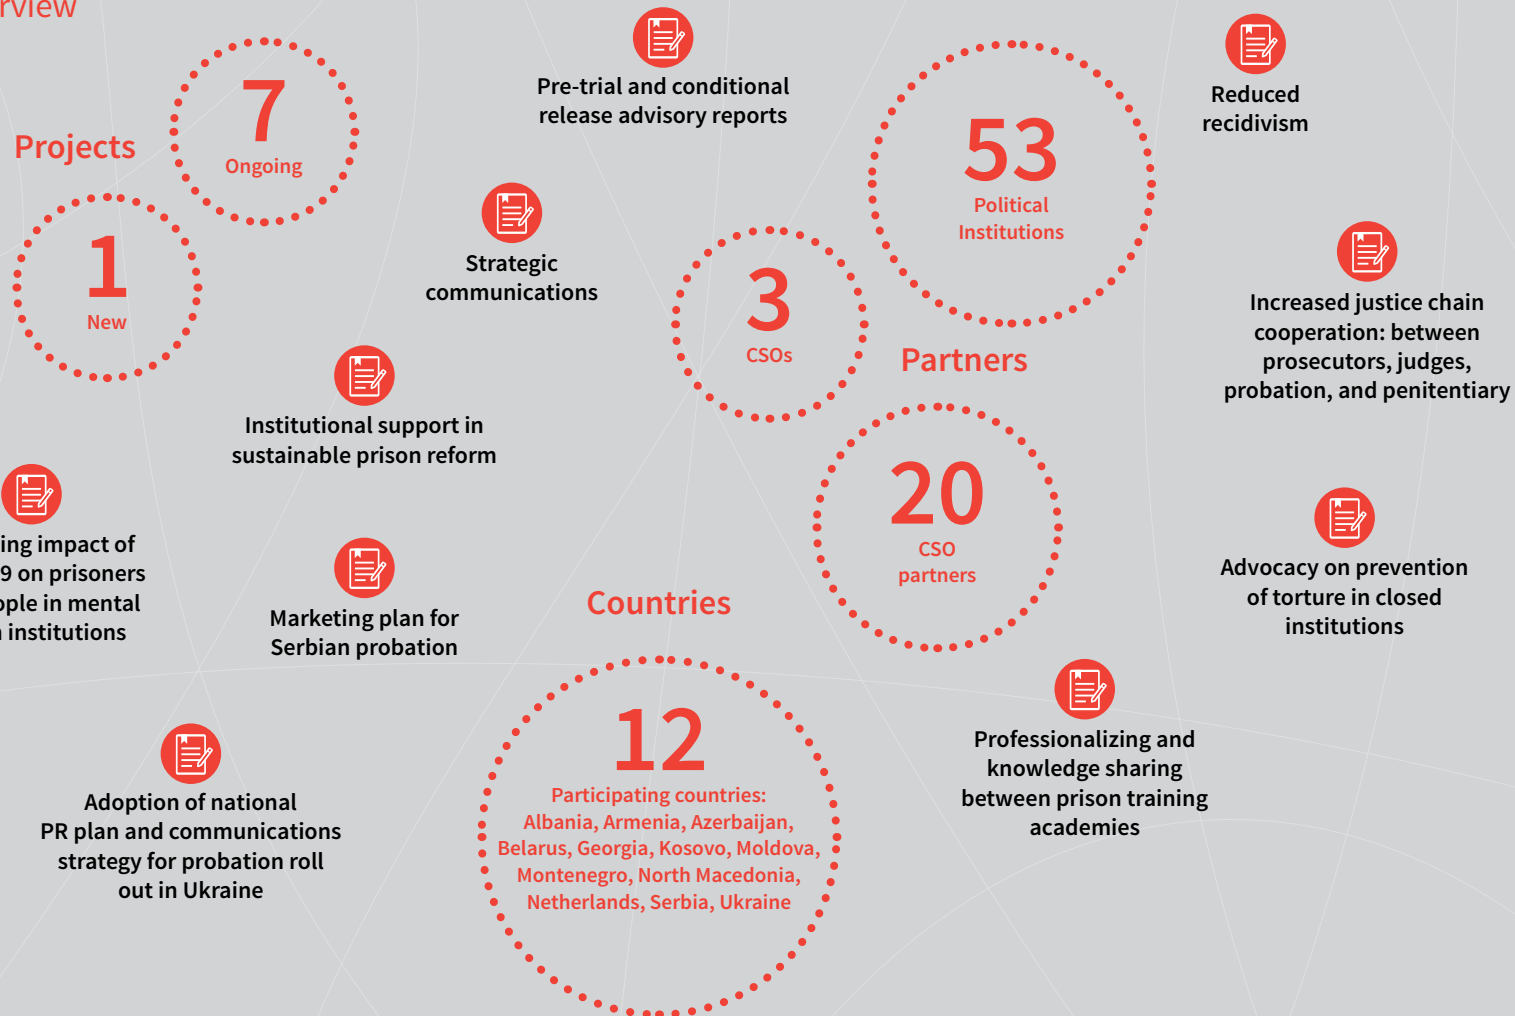 Projects
7
Ongoing
1
New
Pre-trial and conditional
release advisory reports
Strategic
communications
Institutional support in
sustainable prison reform
impact of
on prisoners
in mental
institutions
Marketing plan for
Serbian probation
Adoption of national
PR plan and communications
strategy for probation roll
out in Ukraine
53
Political
Institutions
3
CSOs
Partners
20
CSO
partners
Countries
12
Participating countries:
Albania, Armenia, Azerbaijan,
Belarus, Georgia, Kosovo, Moldova,
Montenegro, North Macedonia,
Netherlands, Serbia, Ukraine
Reduced
recidivism
Increased justice chain
cooperation: between
prosecutors, judges,
probation, and penitentiary
Advocacy on prevention
of torture in closed
institutions
Professionalizing and
knowledge sharing
between prison training
academies